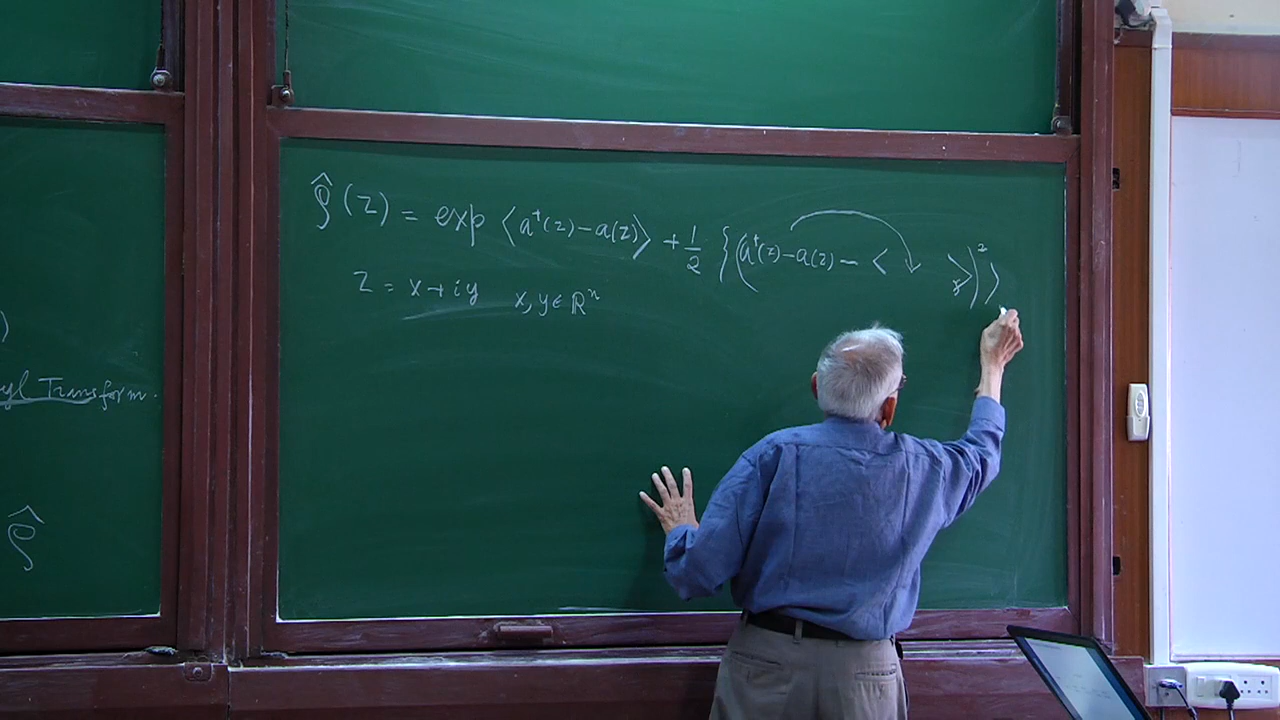 )
yl Transform.
ρ̂
ρ̂(z) = exp ⟨a†(z)−a(z)⟩ + 1/2 {(a†(z)−a(z)− < >)² ⟩
z = x+iy x, y ∈ ℝⁿ